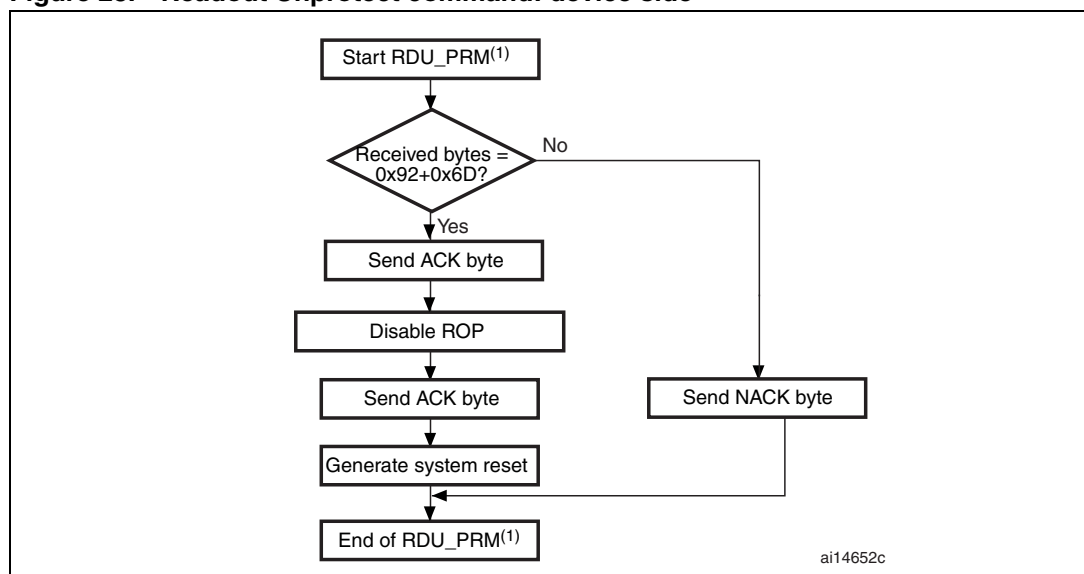 Figure Readout Unprotect command: device side
Start RDU_PRM(1)
Received bytes =
0x92+0x6D?
No
Yes
Send ACK byte
Disable ROP
Send ACK byte
Send NACK byte
Generate system reset
End of RDU_PRM(1)
ai14652c